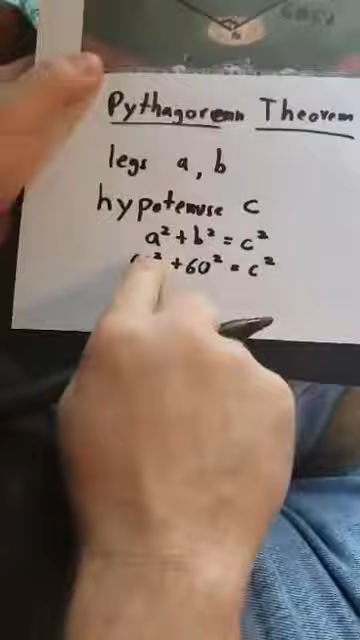 Pythagorean Theorem
legs a, b
hypotenuse c
a² + b² = c²
+ 60² = c²